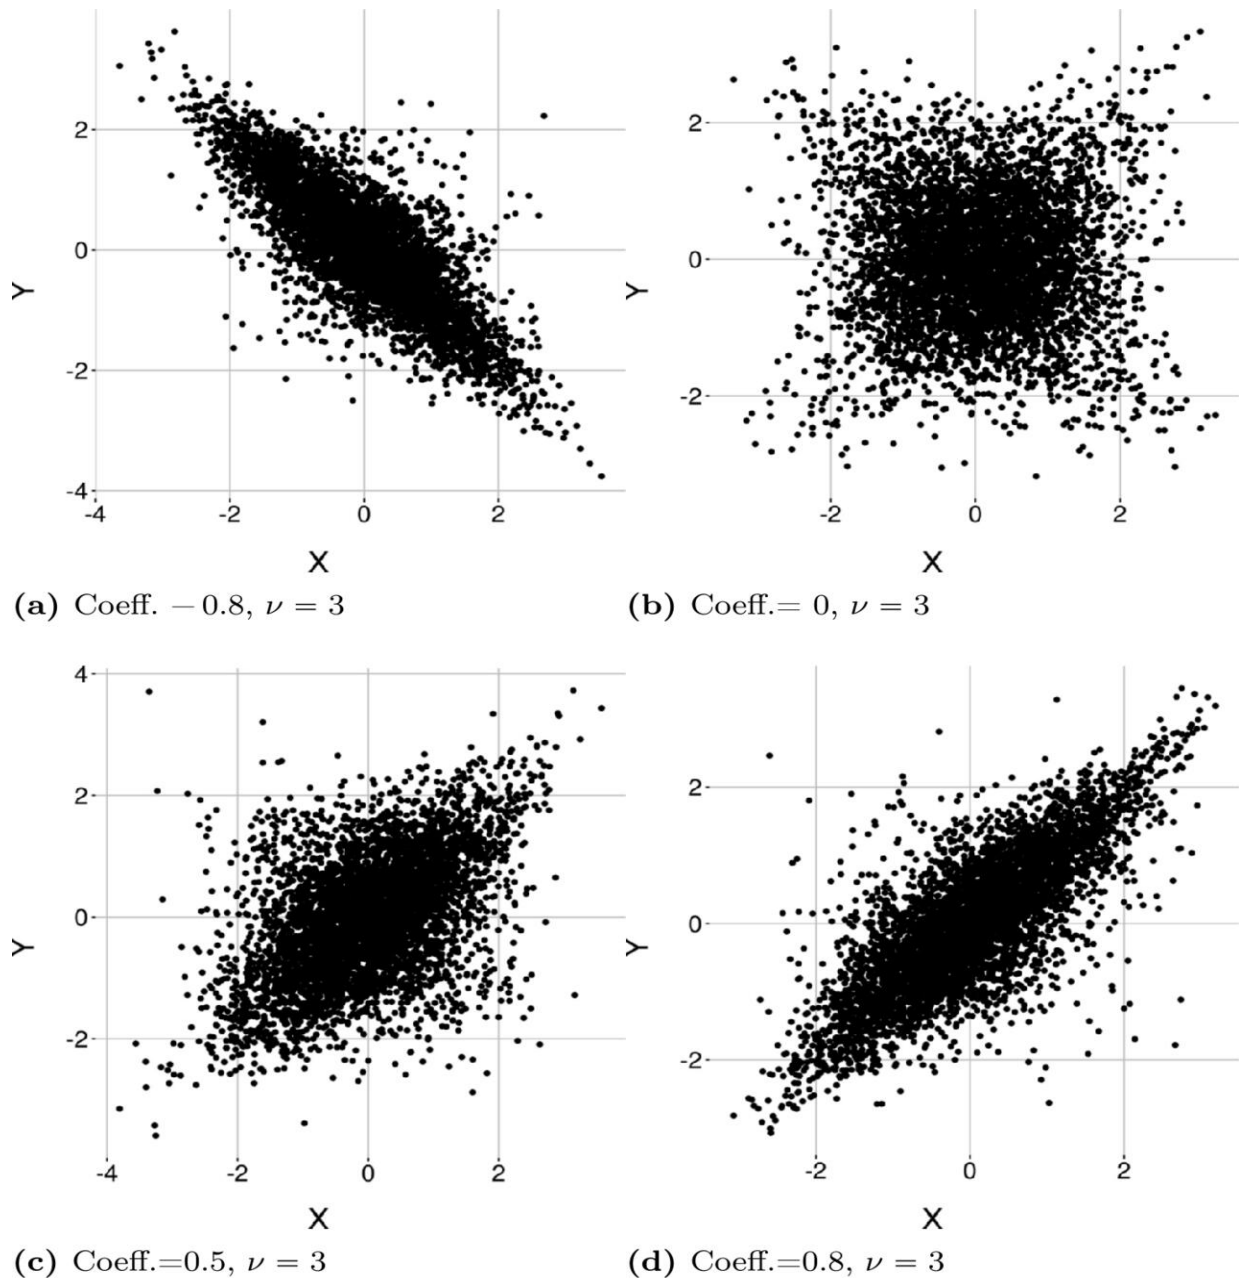 2
0
-2
-4
-4
-2
0
2
Y
X
(a) Coeff. −0.8, ν = 3
2
0
-2
-2
0
2
Y
X
(b) Coeff.= 0, ν = 3
4
2
0
-2
-4
-2
0
2
Y
X
(c) Coeff.=0.5, ν = 3
2
0
-2
-2
0
2
Y
X
(d) Coeff.=0.8, ν = 3